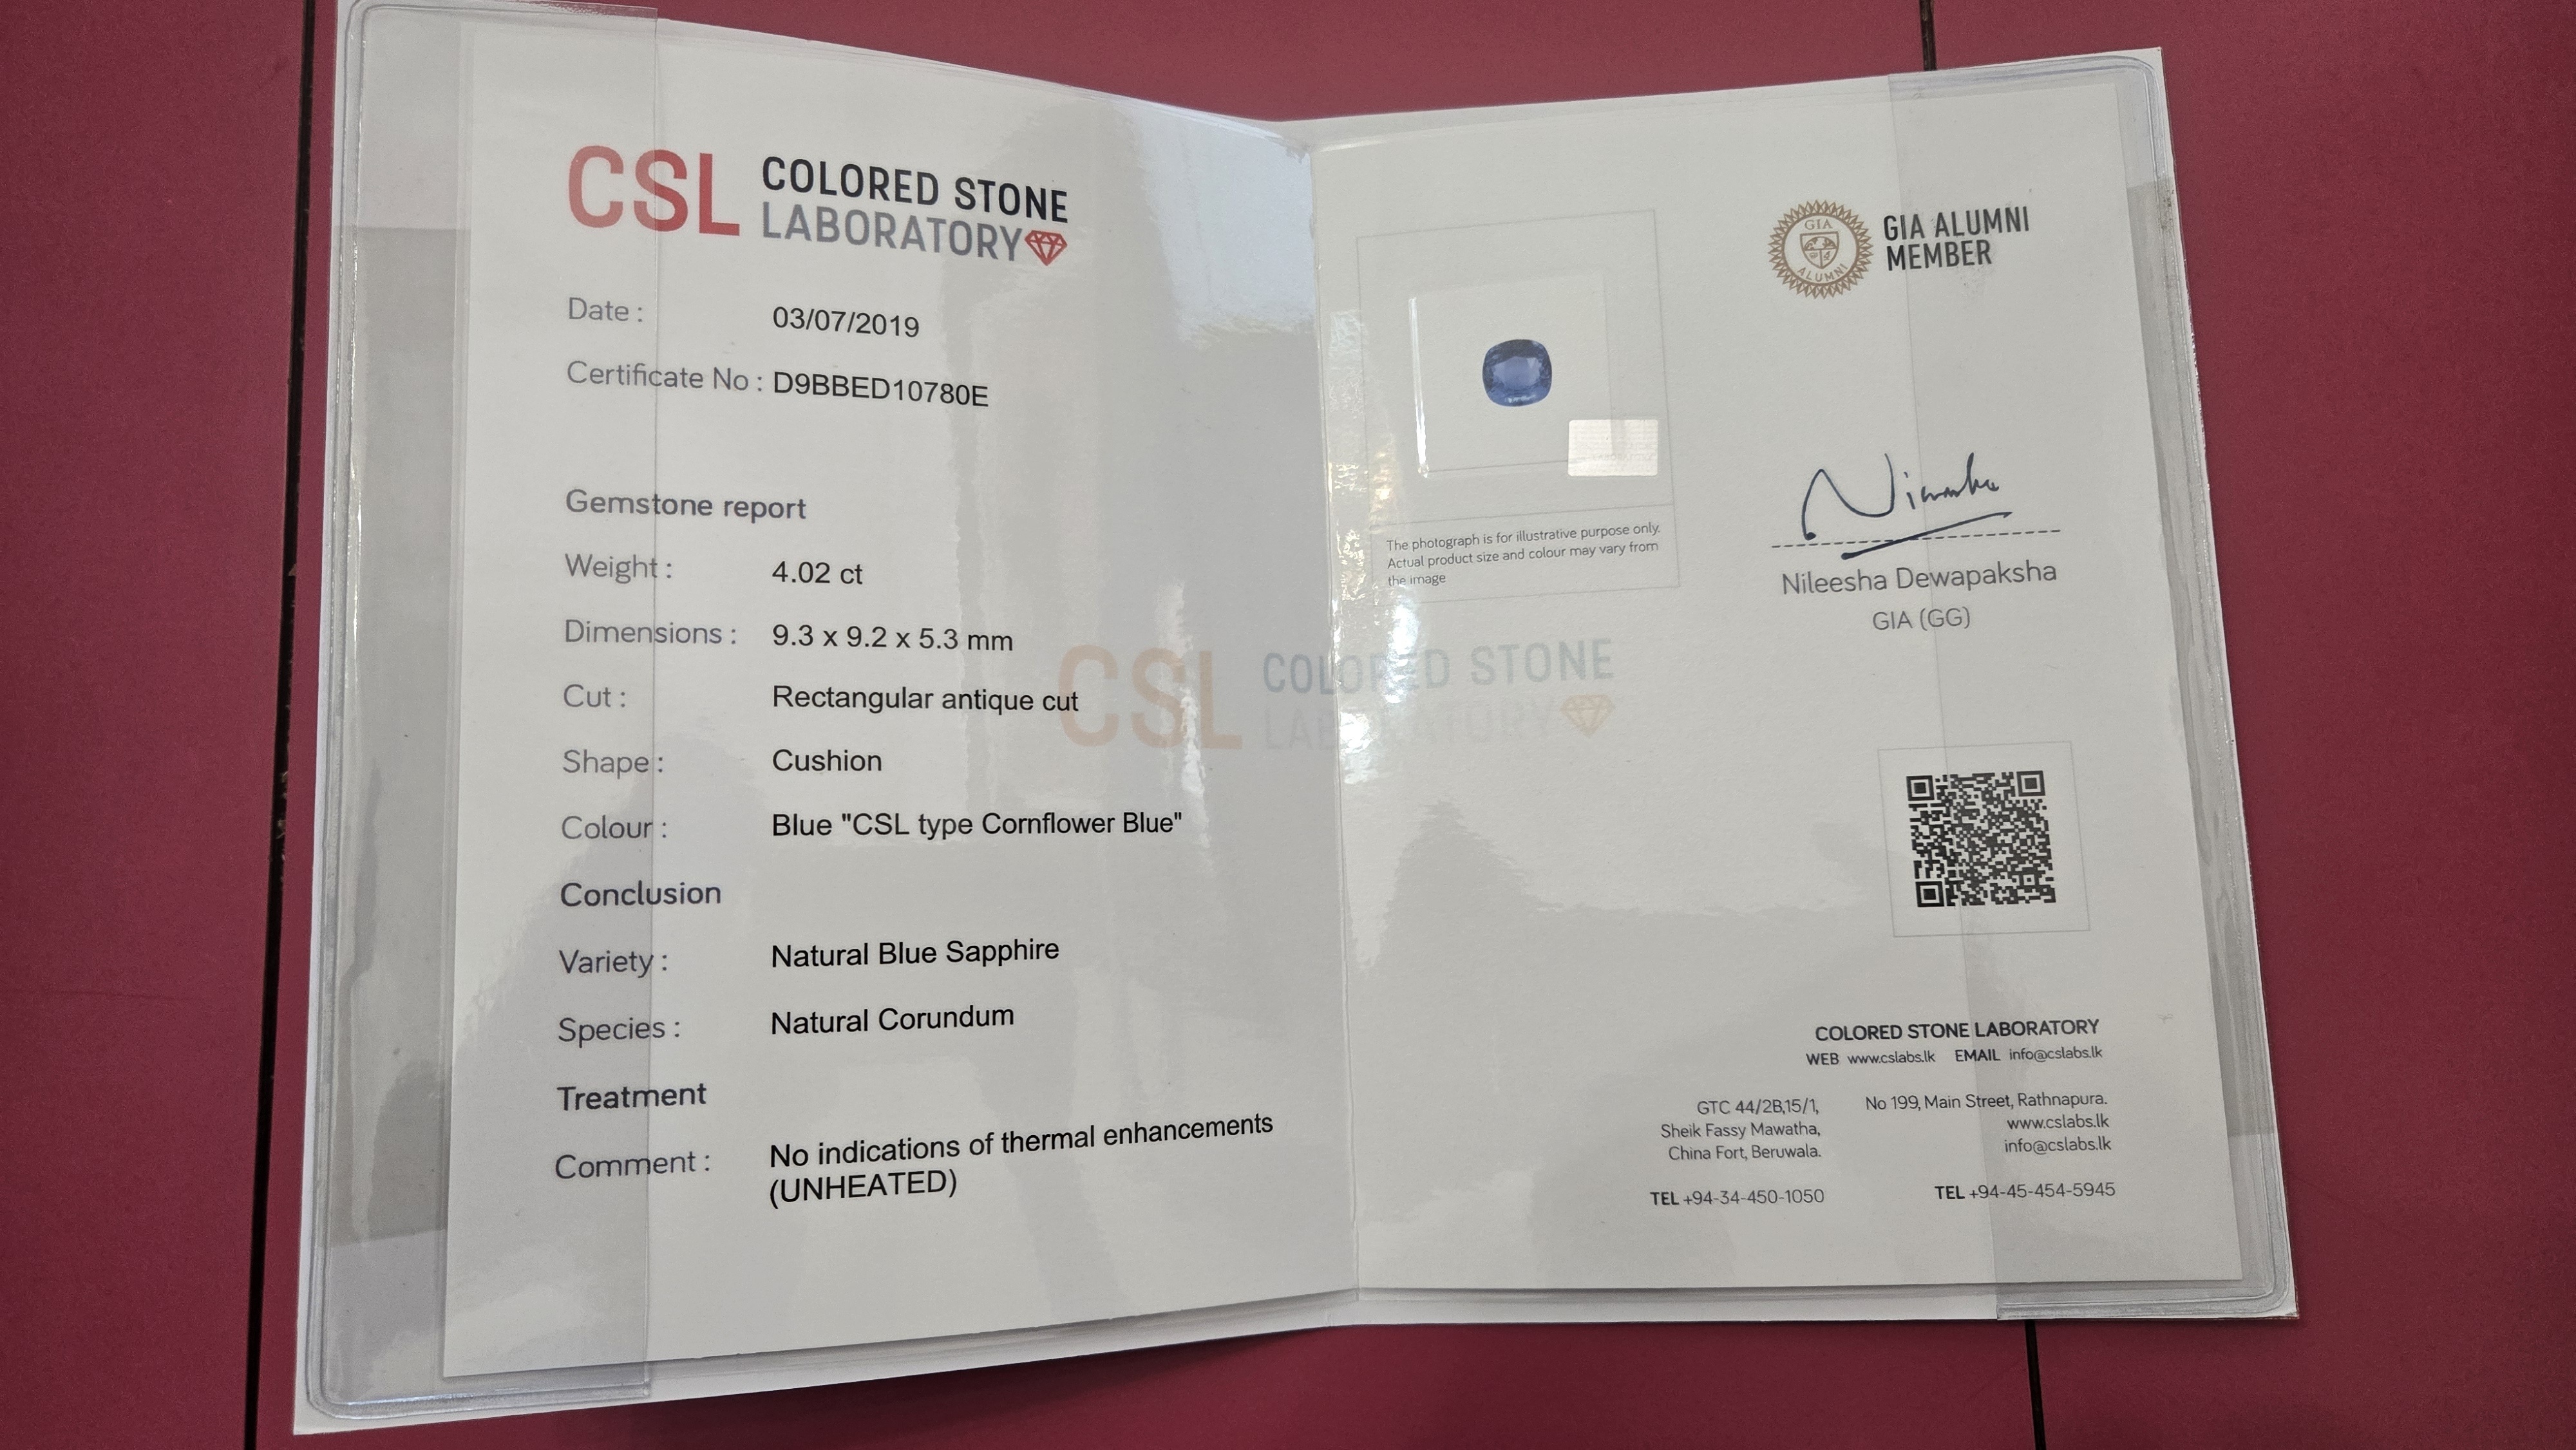 CSL COLORED STONE
LABORATORY
Date : 03/07/2019
Certificate No : D9BBED10780E
Gemstone report
Weight : 4.02 ct
Dimensions : 9.3 x 9.2 x 5.3 mm
Cut : Rectangular antique cut
Shape : Cushion
Colour : Blue "CSL type Cornflower Blue"
Conclusion
Variety : Natural Blue Sapphire
Species : Natural Corundum
Treatment
Comment : No indications of thermal enhancements
(UNHEATED)
CSL COLORED STONE
LABORATORY
The photograph is for illustrative purpose only.
Actual product size and colour may vary from
the image
GIA
ALUMNI
GIA ALUMNI
MEMBER
Nileesha Dewapaksha
GIA (GG)
COLORED STONE LABORATORY
WEB www.cslabs.lk EMAIL info@cslabs.lk
GTC 44/2B,15/1,
Sheik Fassy Mawatha,
China Fort, Beruwala.
TEL +94-34-450-1050
No 199, Main Street, Rathnapura.
www.cslabs.lk
info@cslabs.lk
TEL +94-45-454-5945